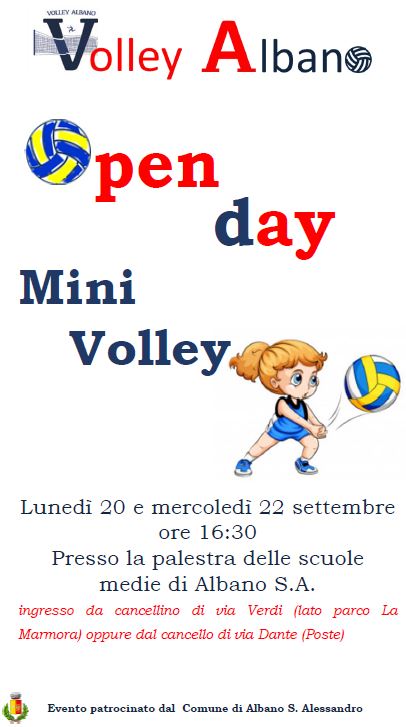 VOLLEY ALBANO
Volley Albano
Open
day
Mini
Volley
Lunedì 20 e mercoledì 22 settembre
ore 16:30
Presso la palestra delle scuole
medie di Albano S.A.
ingresso da cancellino di via Verdi (lato parco La
Marmora) oppure dal cancello di via Dante (Poste)
Evento patrocinato dal Comune di Albano S. Alessandro